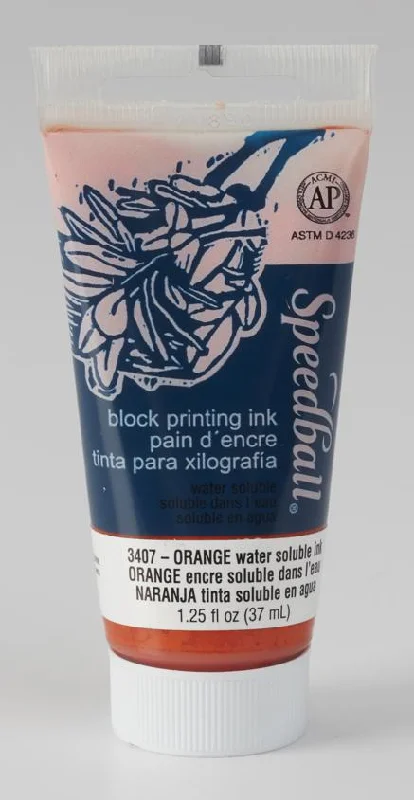 ACMI
AP
ASTM D 4236
Speedball®
block printing ink
pain d'encre
tinta para xilografía
water soluble
soluble dans l'eau
soluble en agua
3407 – ORANGE water soluble ink
ORANGE encre soluble dans l'eau
NARANJA tinta soluble en agua
1.25 fl oz (37 mL)